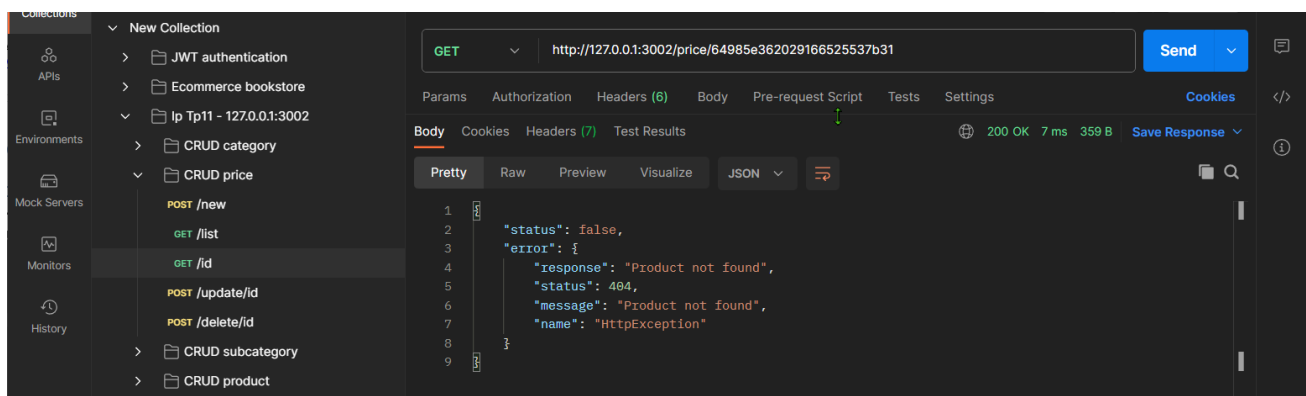 Collections
APIs
Environments
Mock Servers
Monitors
History
New Collection
JWT authentication
Ecommerce bookstore
Ip Tp11 - 127.0.0.1:3002
CRUD category
CRUD price
POST /new
GET /list
GET /id
POST /update/id
POST /delete/id
CRUD subcategory
CRUD product
GET http://127.0.0.1:3002/price/64985e362029166525537b31 Send
Params Authorization Headers (6) Body Pre-request Script Tests Settings Cookies
Body Cookies Headers (7) Test Results 200 OK 7 ms 359 B Save Response
Pretty Raw Preview Visualize JSON
1 {
2 "status": false,
3 "error": {
4 "response": "Product not found",
5 "status": 404,
6 "message": "Product not found",
7 "name": "HttpException"
8 }
9 }